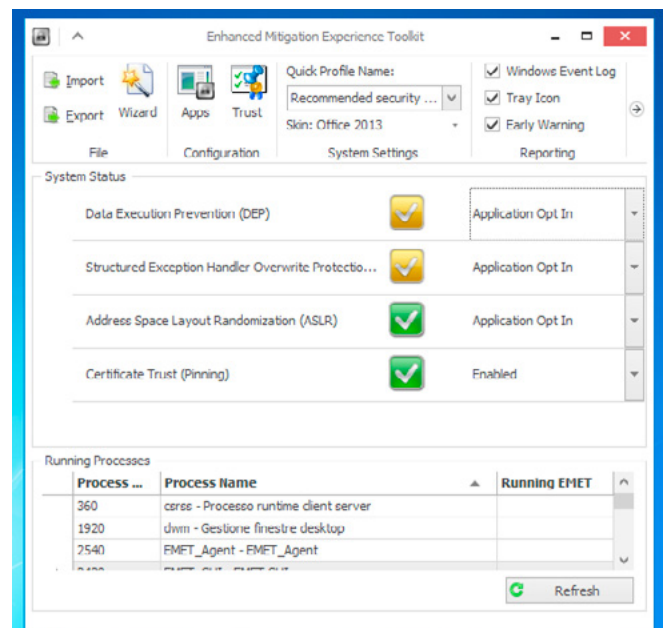 Enhanced Mitigation Experience Toolkit
Import
Export
Wizard
File
Apps
Trust
Configuration
Quick Profile Name:
Recommended security ...
Skin: Office 2013
System Settings
Windows Event Log
Tray Icon
Early Warning
Reporting
System Status
Data Execution Prevention (DEP) Application Opt In
Structured Exception Handler Overwrite Protectio... Application Opt In
Address Space Layout Randomization (ASLR) Application Opt In
Certificate Trust (Pinning) Enabled
Running Processes
Process ... Process Name Running EMET
360 csrss - Processo runtime client server
1920 dwm - Gestione finestre desktop
2540 EMET_Agent - EMET_Agent
Refresh